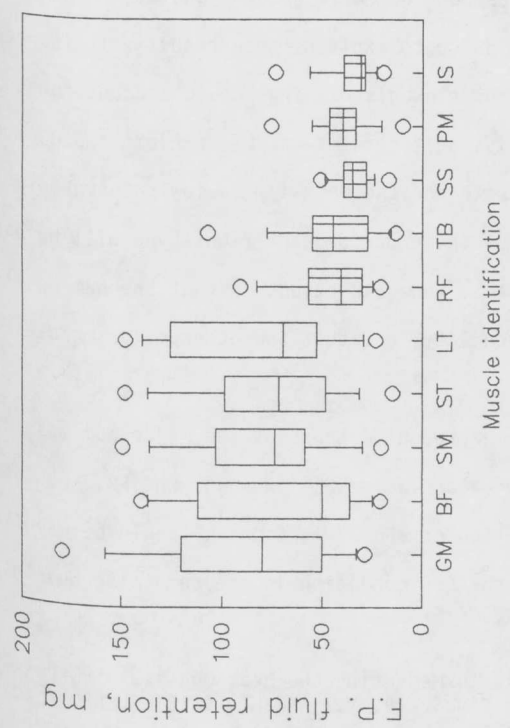 F.P. fluid retention, mg
200
150
100
50
0
GM BF SM ST LT RF TB SS PM IS
Muscle identification